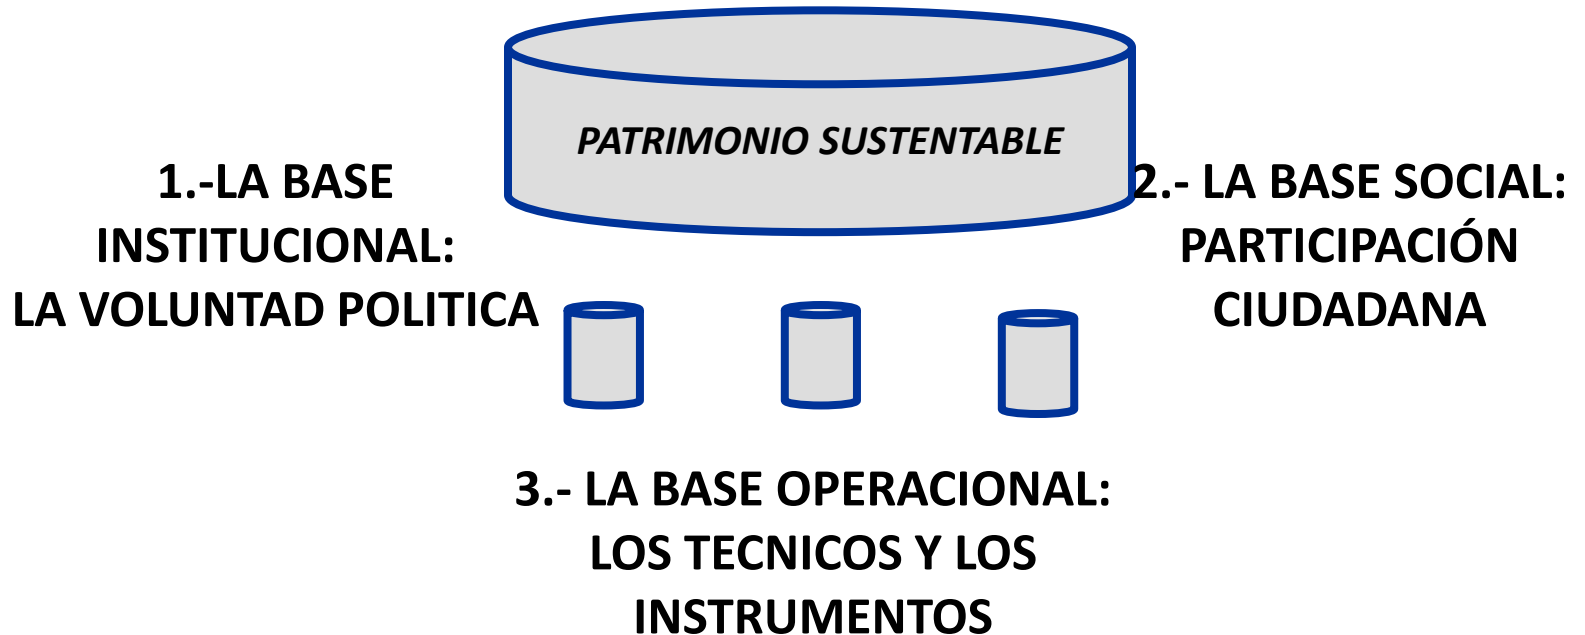 PATRIMONIO SUSTENTABLE
1.-LA BASE
INSTITUCIONAL:
LA VOLUNTAD POLITICA
2.- LA BASE SOCIAL:
PARTICIPACIÓN
CIUDADANA
3.- LA BASE OPERACIONAL:
LOS TECNICOS Y LOS
INSTRUMENTOS